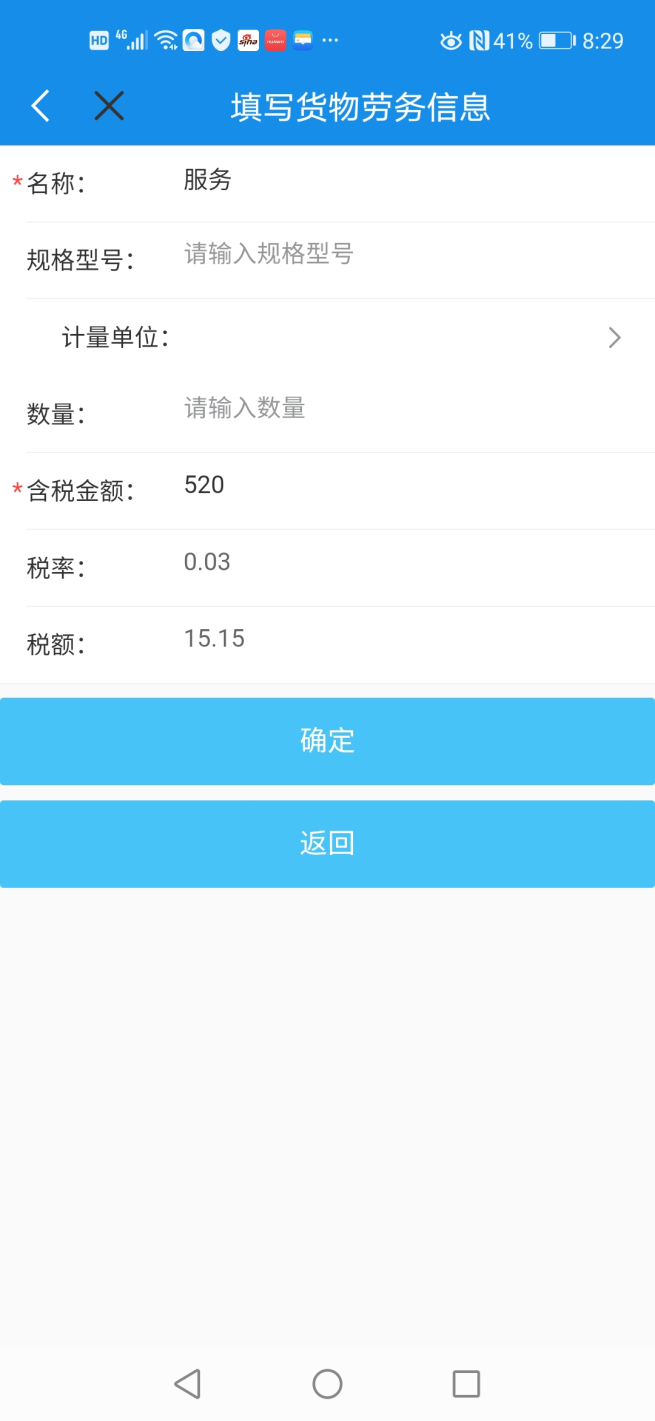 HD 4G sina HUAWEI ... 41% 8:29
填写货物劳务信息
*名称： 服务
规格型号： 请输入规格型号
计量单位：
数量： 请输入数量
*含税金额： 520
税率： 0.03
税额： 15.15
确定
返回